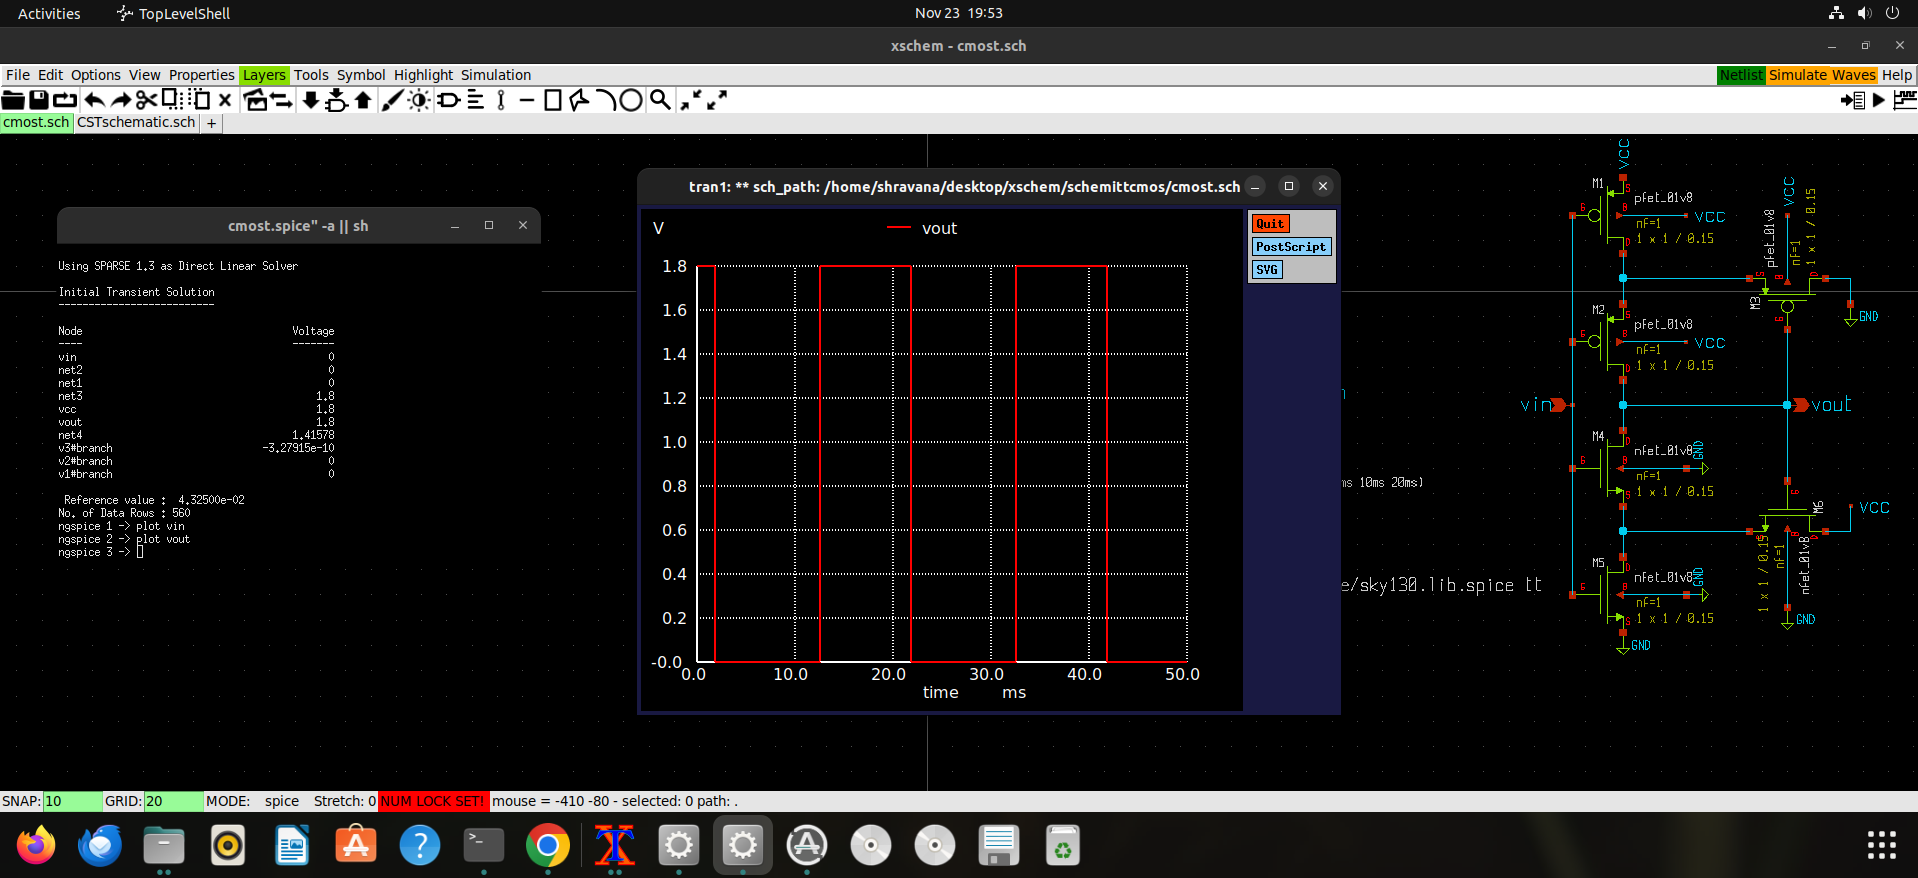 Activities
TopLevelShell
Nov 23 19:53
xschem - cmost.sch
File Edit Options View Properties Layers Tools Symbol Highlight Simulation
Netlist Simulate Waves Help
cmost.sch CSTschematic.sch +
cmost.spice" -a || sh
Using SPARSE 1.3 as Direct Linear Solver
Initial Transient Solution
--------------------------
Node Voltage
---- -------
vin 0
net2 0
net1 0
net3 1.8
vcc 1.8
vout 1.8
net4 1.41578
v3#branch -3.27915e-10
v2#branch 0
v1#branch 0
Reference value : 4.32500e-02
No. of Data Rows : 560
ngspice 1 -> plot vin
ngspice 2 -> plot vout
ngspice 3 ->
tran1: ** sch_path: /home/shravana/desktop/xschem/schemittcmos/cmost.sch
V
vout
Quit
PostScript
SVG
1.8
1.6
1.4
1.2
1.0
0.8
0.6
0.4
0.2
-0.0
0.0 10.0 20.0 30.0 40.0 50.0
time ms
ns 10ms 20ms)
e/sky130.lib.spice tt
VCC
M1
S
G
B
D
pfet_01v8
VCC
nf=1
1 x 1 / 0.15
M2
S
G
B
D
pfet_01v8
VCC
nf=1
1 x 1 / 0.15
VCC
pfet_01v8
nf=1
1 x 1 / 0.15
M3
S
B
D
G
GND
vin
vout
M4
D
G
B
S
nfet_01v8
GND
nf=1
1 x 1 / 0.15
M5
D
G
B
S
nfet_01v8
GND
nf=1
1 x 1 / 0.15
GND
M6
G
S
B
D
VCC
1 x 1 / 0.15
nf=1
nfet_01v8
GND
SNAP: 10 GRID: 20 MODE: spice Stretch: 0 NUM LOCK SET! mouse = -410 -80 - selected: 0 path: .